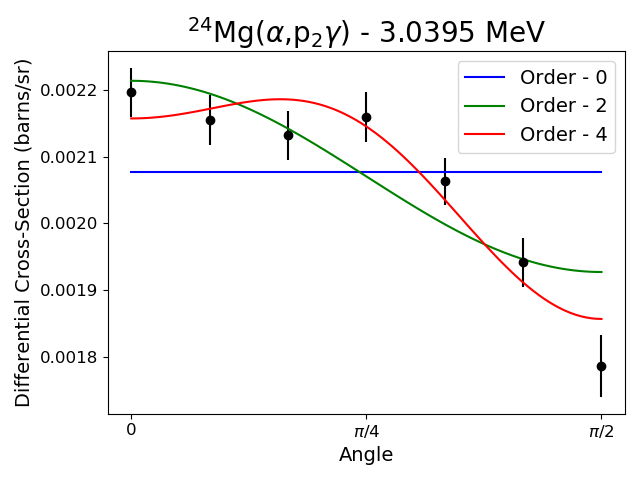 ²⁴Mg(α,p₂γ) - 3.0395 MeV
Differential Cross-Section (barns/sr)
0.0022
0.0021
0.0020
0.0019
0.0018
Order - 0
Order - 2
Order - 4
0
π/4
π/2
Angle